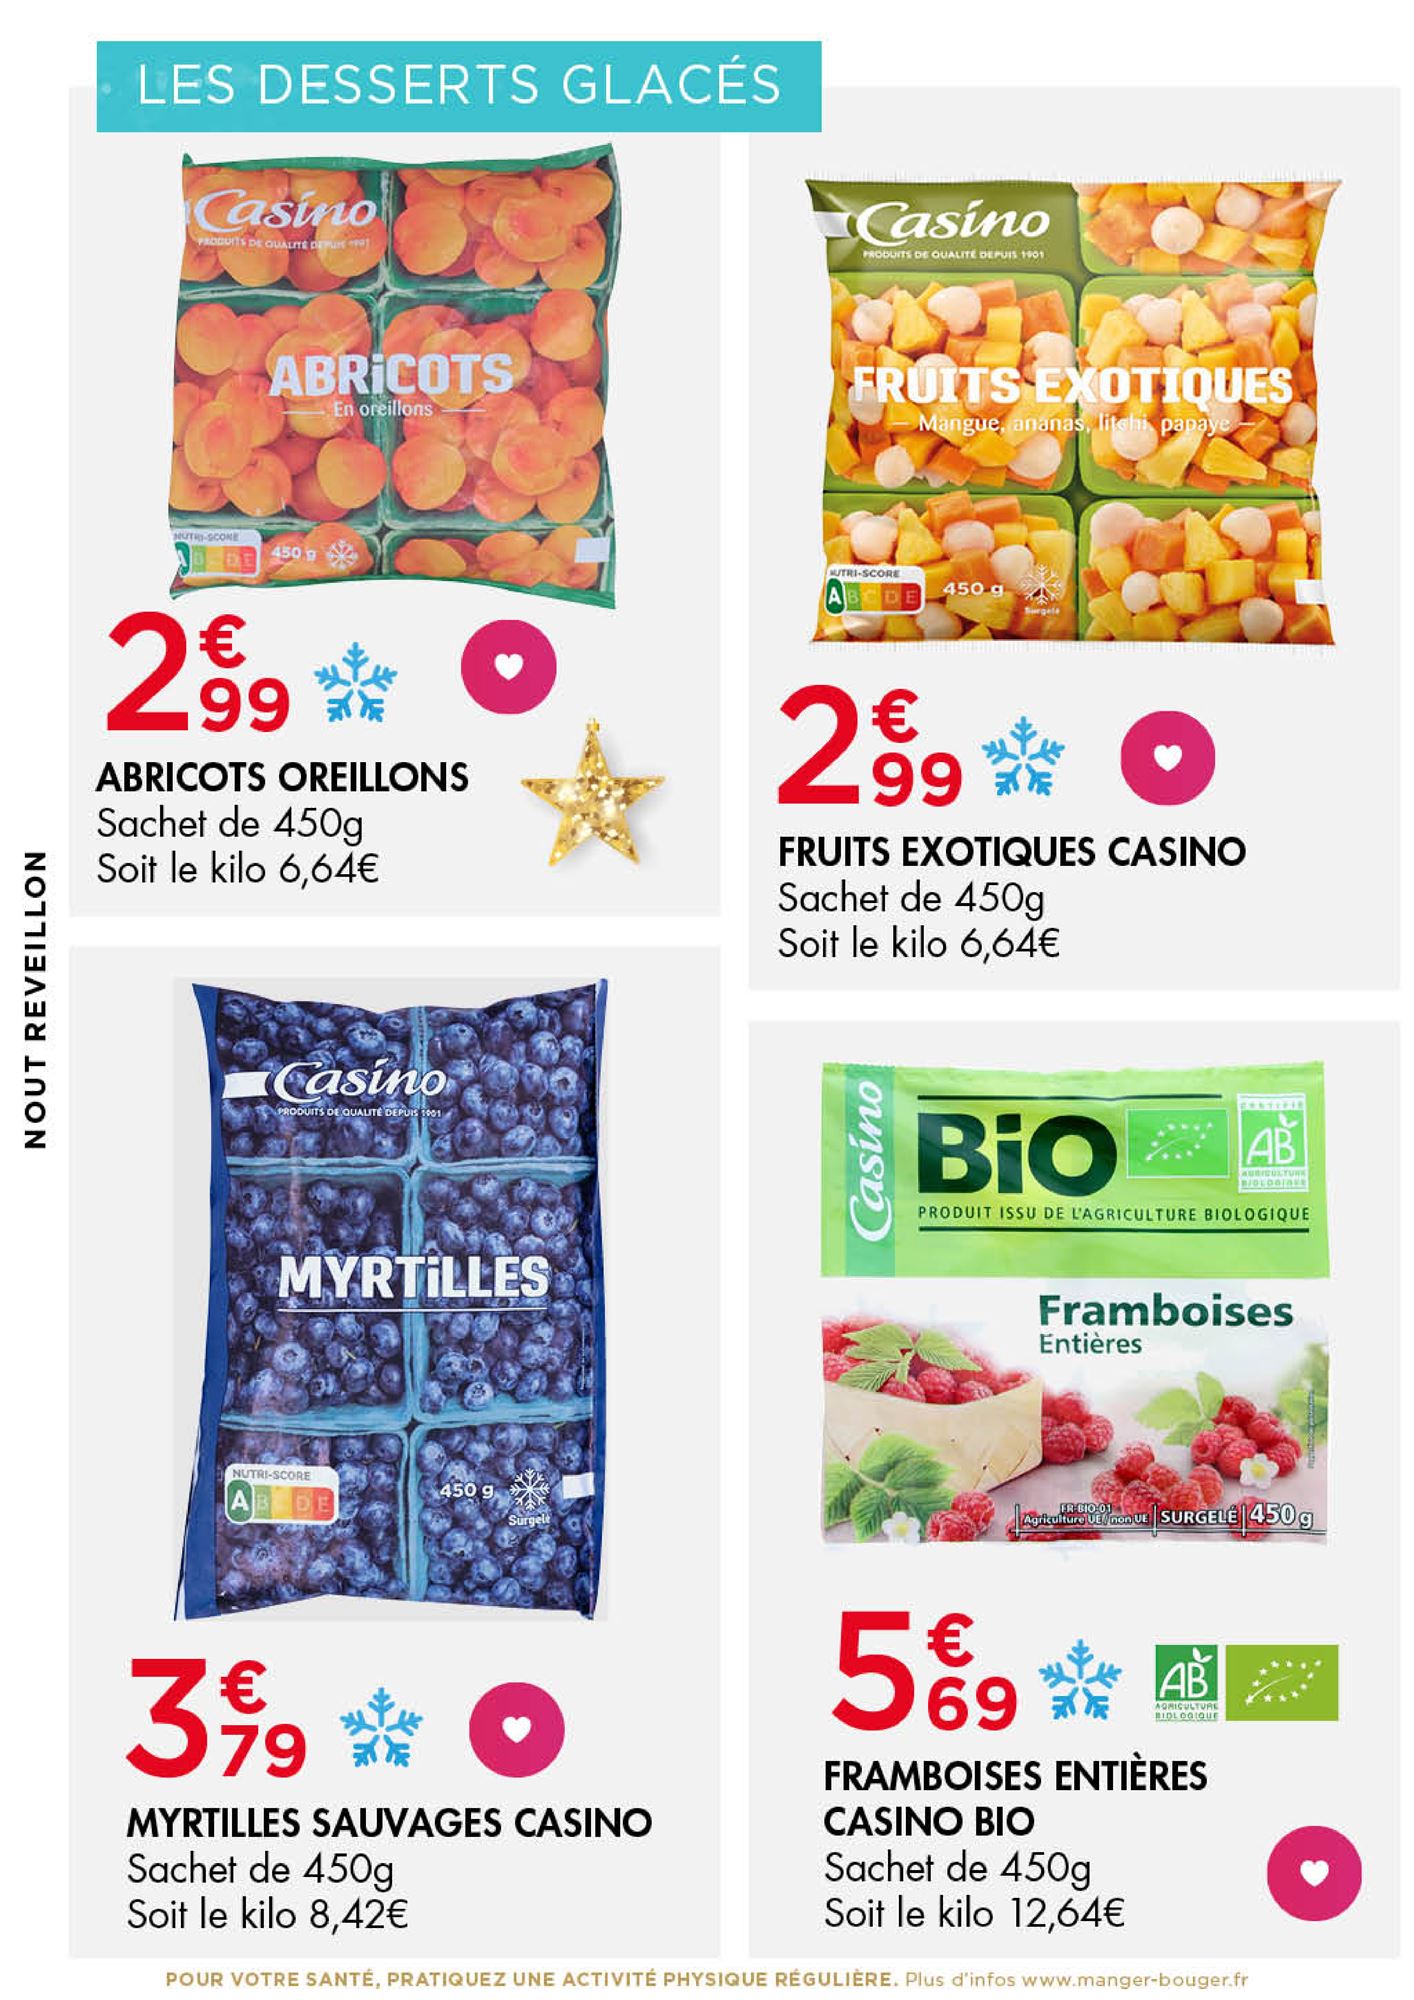 LES DESSERTS GLACÉS
Casino
PRODUITS DE QUALITÉ DEPUIS 1901
ABRiCOTS
En oreillons
NUTRI-SCORE
A B C D E
450 g
2€99
ABRICOTS OREILLONS
Sachet de 450g
Soit le kilo 6,64€
Casino
PRODUITS DE QUALITÉ DEPUIS 1901
FRUITS EXOTIQUES
Mangue, ananas, litchi, papaye
NUTRI-SCORE
A B C D E
450 g
Surgelé
2€99
FRUITS EXOTIQUES CASINO
Sachet de 450g
Soit le kilo 6,64€
NOUT REVEILLON
Casino
PRODUITS DE QUALITÉ DEPUIS 1901
MYRTiLLES
NUTRI-SCORE
A B C D E
450 g
Surgelé
3€79
MYRTILLES SAUVAGES CASINO
Sachet de 450g
Soit le kilo 8,42€
Casino
BiO
CERTIFIÉ
AB
AGRICULTURE
BIOLOGIQUE
PRODUIT ISSU DE L'AGRICULTURE BIOLOGIQUE
Framboises
Entières
FR-BIO-01
Agriculture UE/non UE
SURGELÉ
450 g
5€69
AB
AGRICULTURE
BIOLOGIQUE
FRAMBOISES ENTIÈRES
CASINO BIO
Sachet de 450g
Soit le kilo 12,64€
POUR VOTRE SANTÉ, PRATIQUEZ UNE ACTIVITÉ PHYSIQUE RÉGULIÈRE. Plus d'infos www.manger-bouger.fr